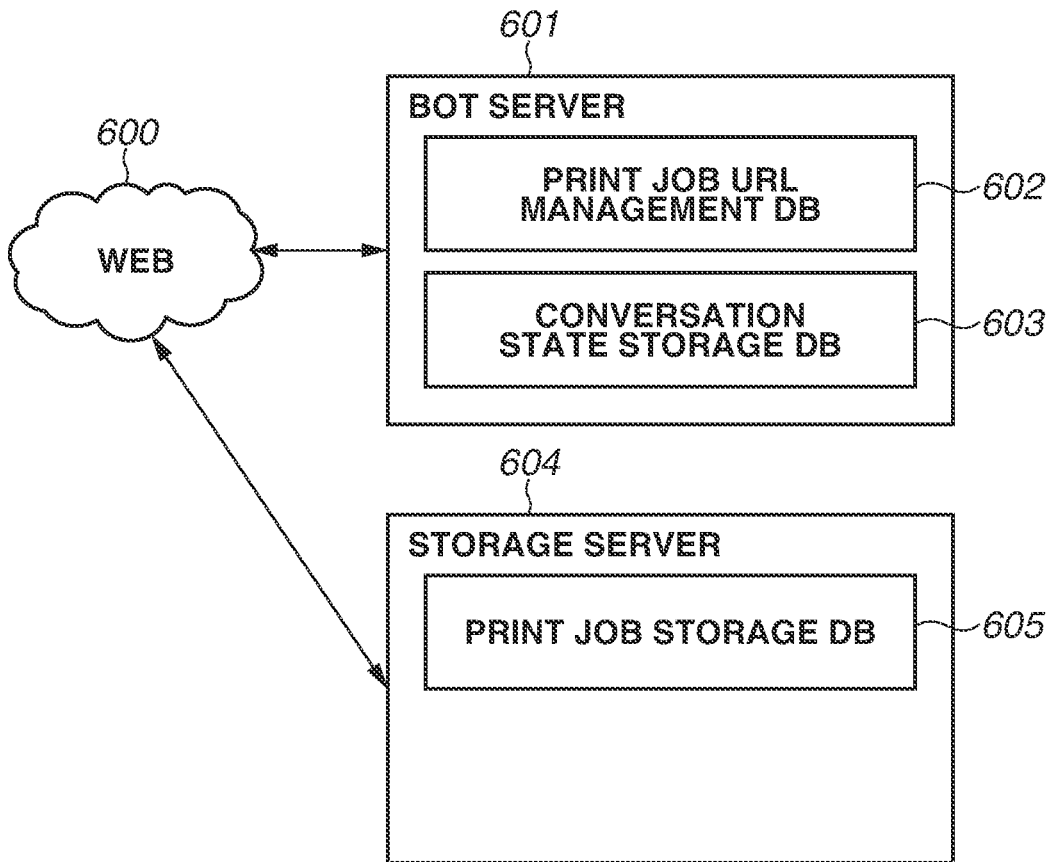 601
BOT SERVER
600
PRINT JOB URL
MANAGEMENT DB
602
WEB
CONVERSATION
STATE STORAGE DB
603
604
STORAGE SERVER
PRINT JOB STORAGE DB
605